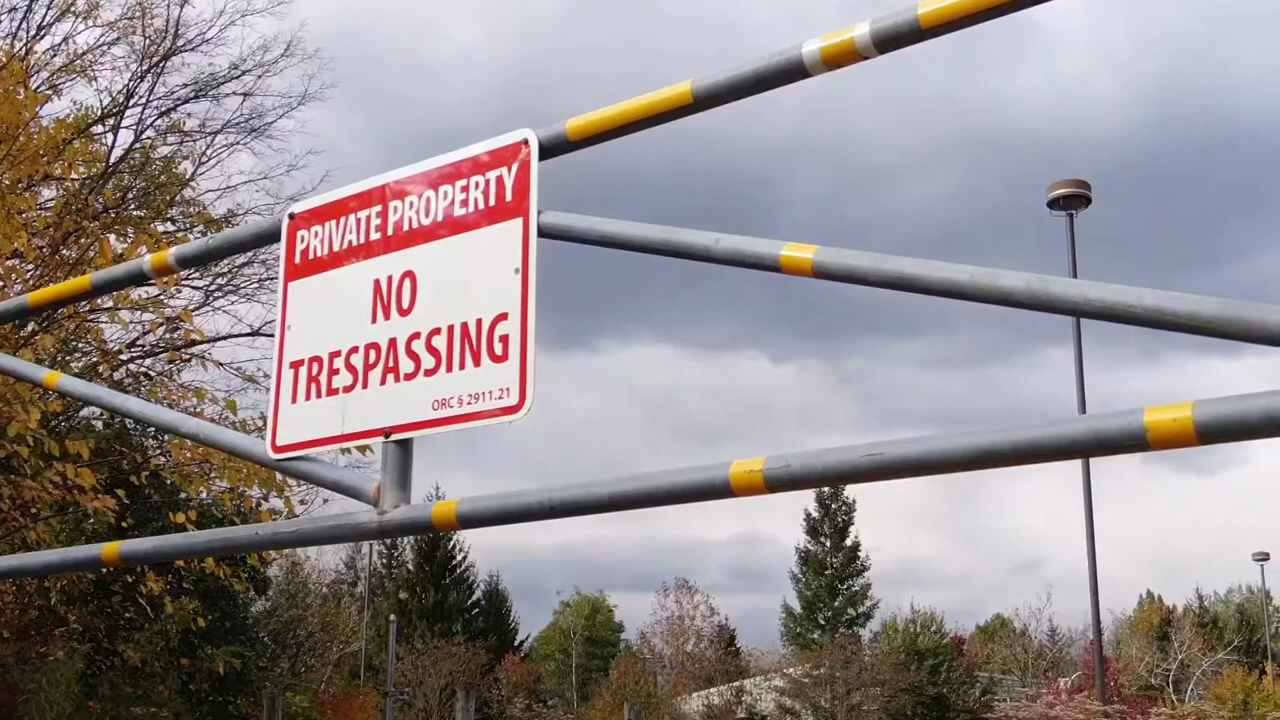 PRIVATE PROPERTY
NO
TRESPASSING
ORC § 2911.21